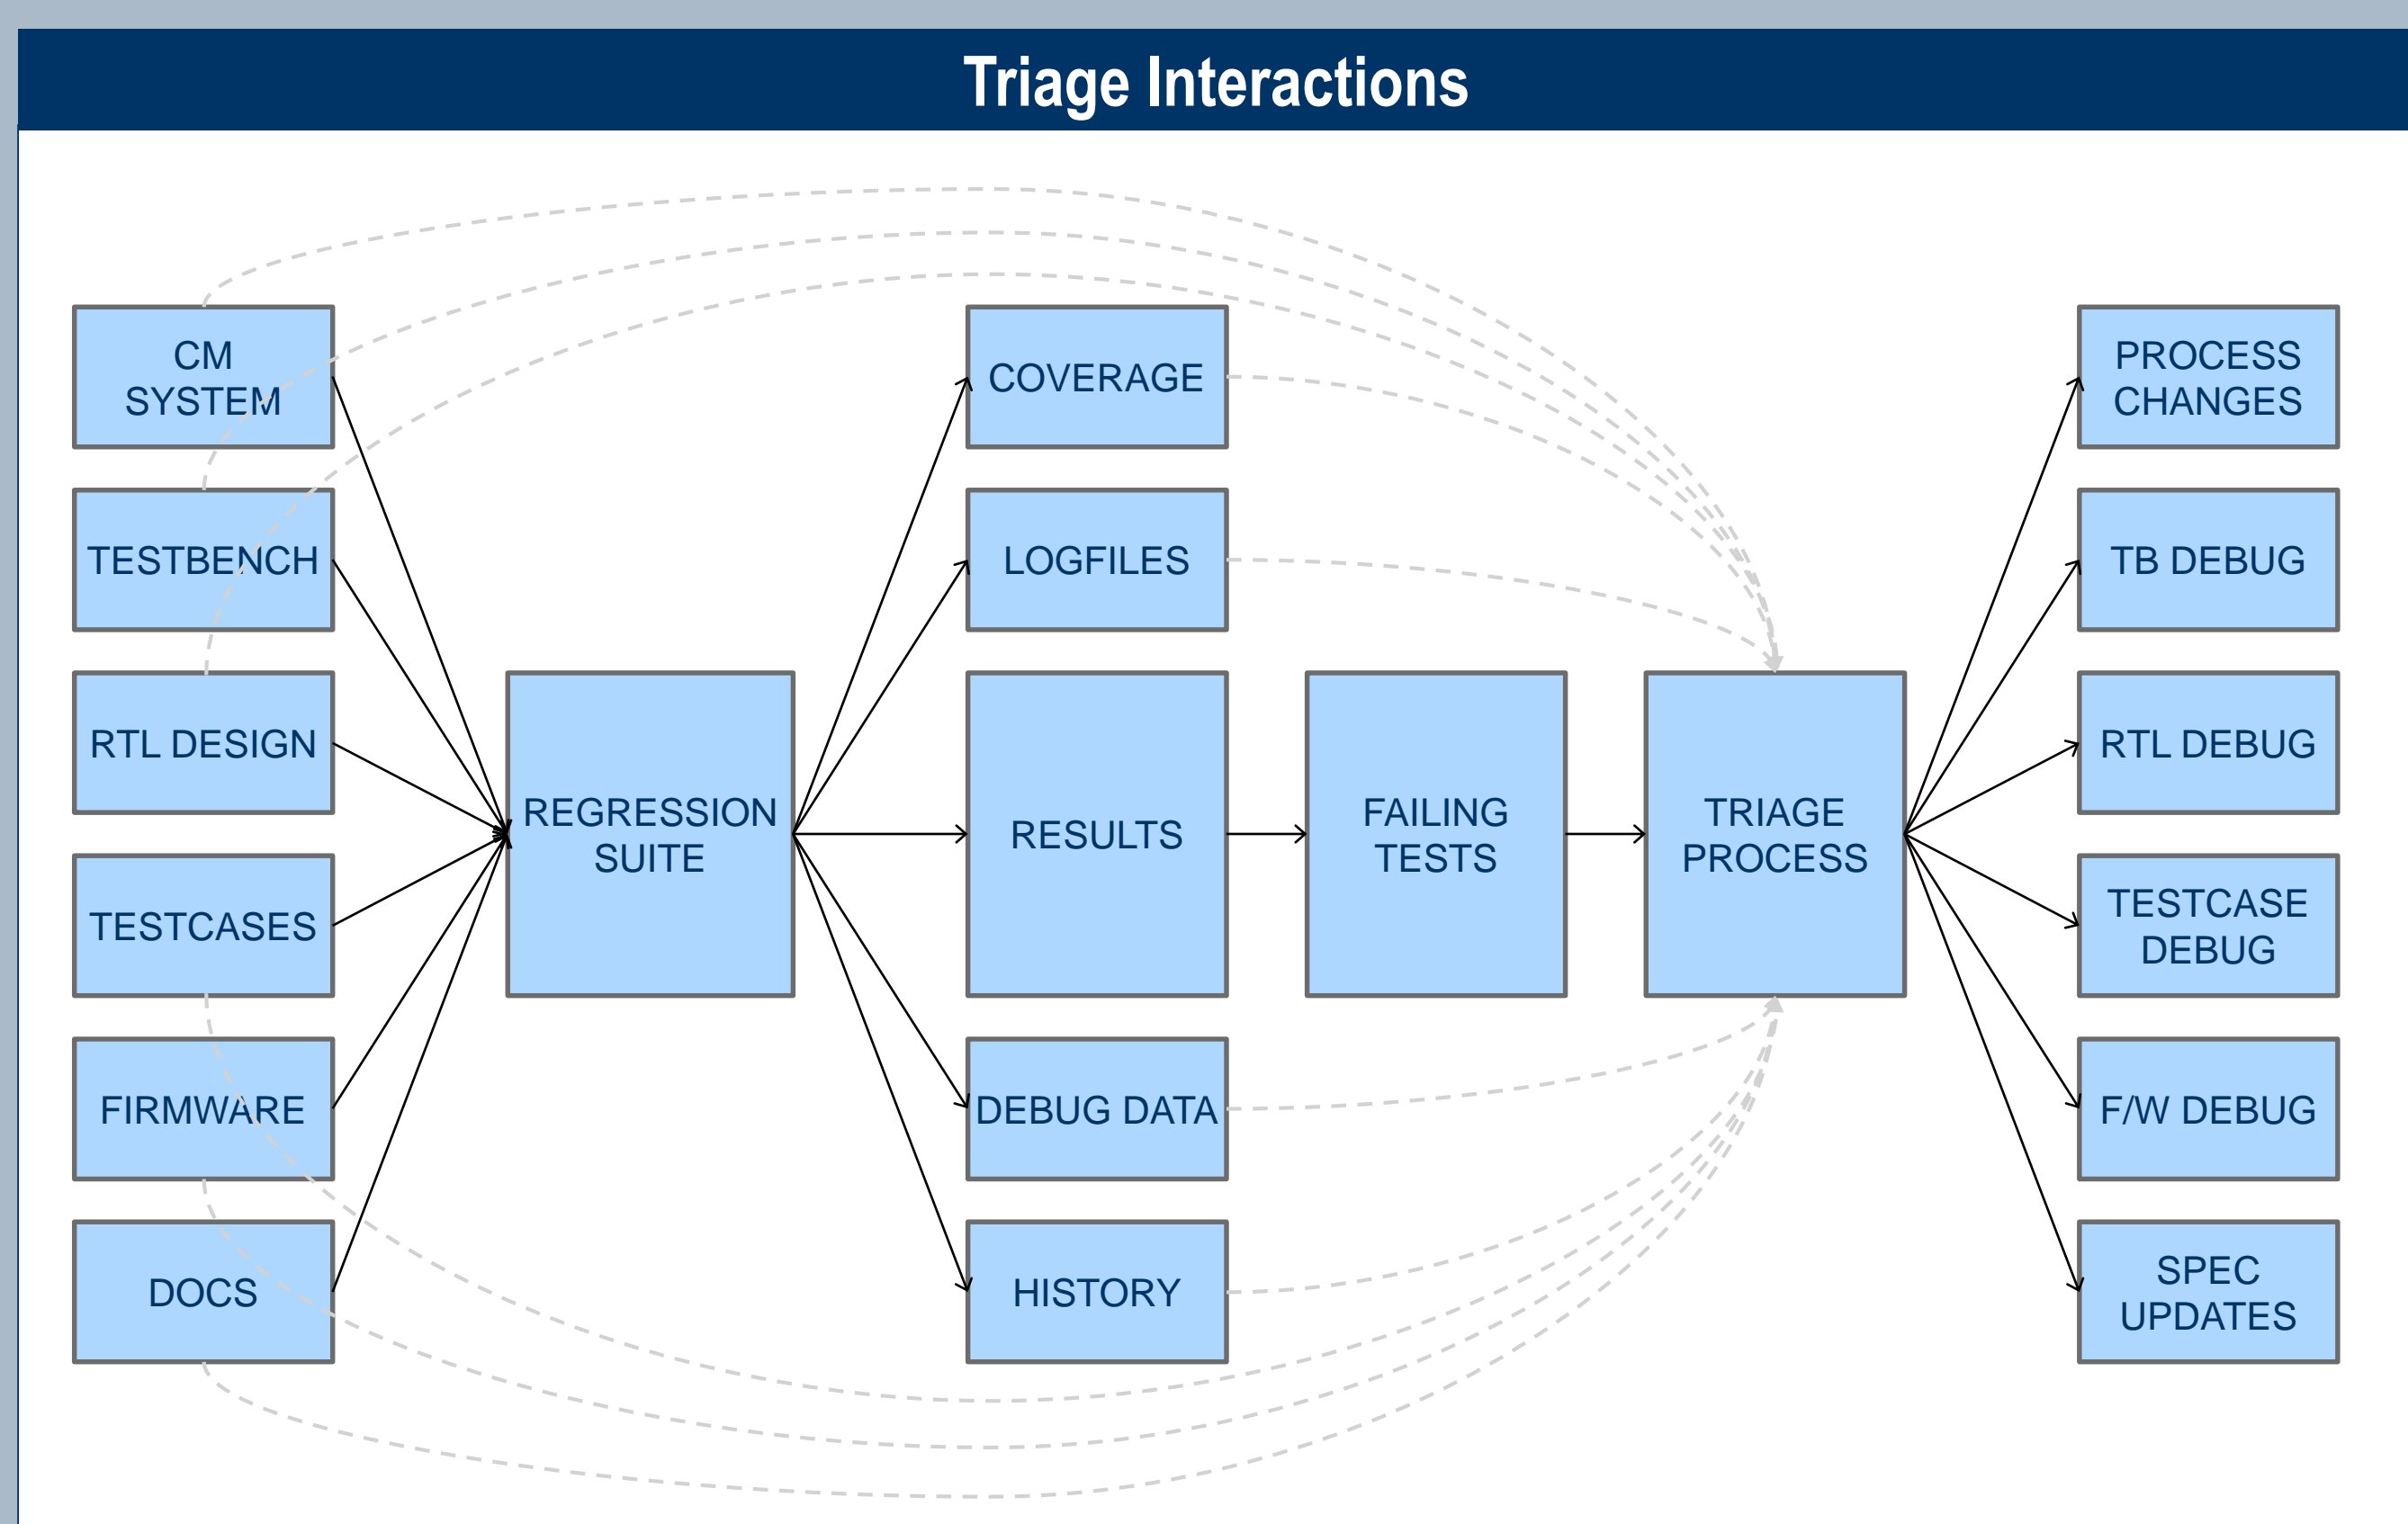 Triage Interactions
CM
SYSTEM
TESTBENCH
RTL DESIGN
TESTCASES
FIRMWARE
DOCS
REGRESSION
SUITE
COVERAGE
LOGFILES
RESULTS
DEBUG DATA
HISTORY
FAILING
TESTS
TRIAGE
PROCESS
PROCESS
CHANGES
TB DEBUG
RTL DEBUG
TESTCASE
DEBUG
F/W DEBUG
SPEC
UPDATES